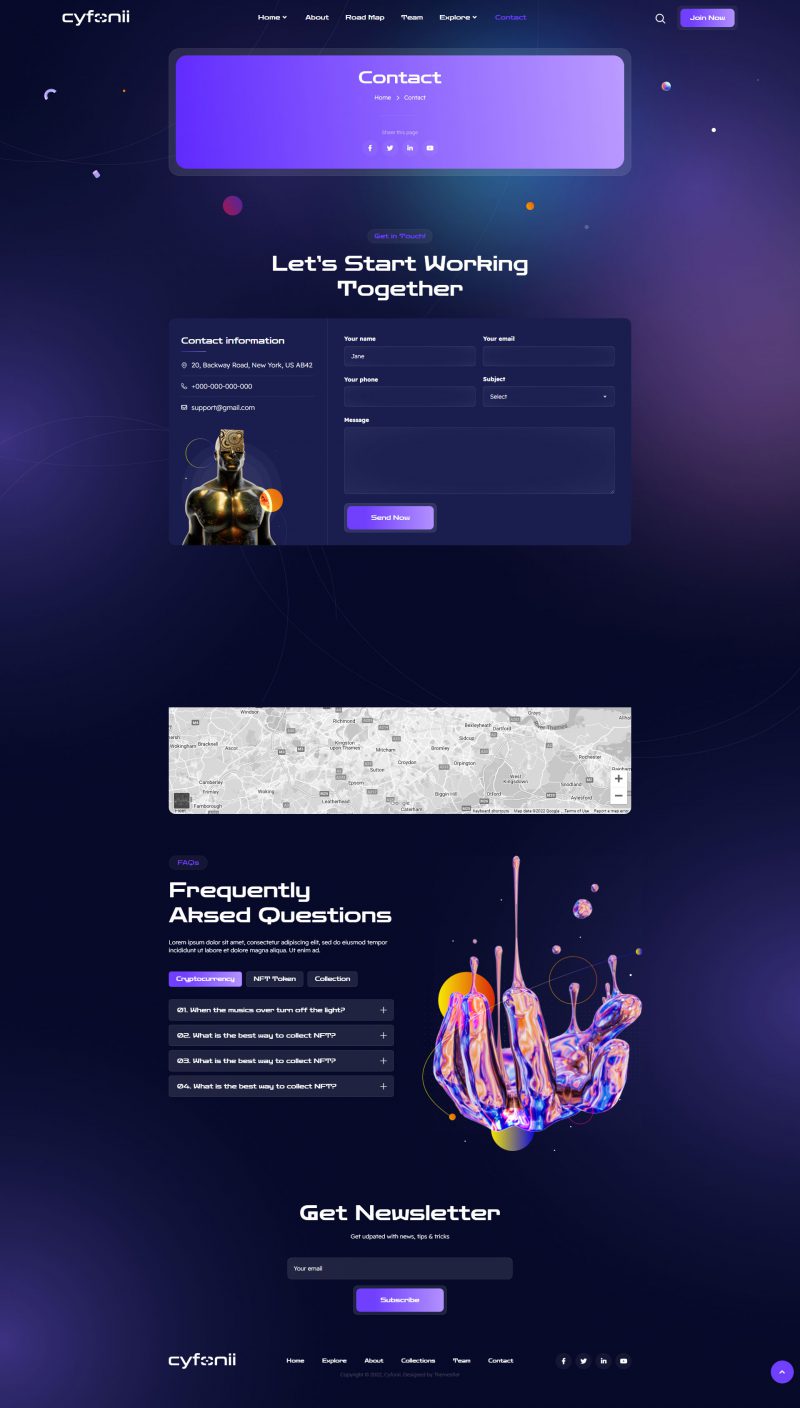 cyfonii
Home About Road Map Team Explore Contact
Join Now
Contact
Home > Contact
Share this page
Get in Touch!
Let's Start Working
Together
Contact information
20, Backway Road, New York, US AB42
+000-000-000-000
support@gmail.com
Your name
Your email
Jane
Your phone
Subject
Select
Message
Send Now
Windsor
Richmond
Bexleyheath
Dartford
Kingston
upon Thames
Mitcham
Bromley
Sidcup
Wokingham
Bracknell
Ascot
Croydon
Orpington
Rochester
Sutton
Epsom
Camberley
Frimley
Woking
West
Kingsdown
Snodland
Farnborough
Leatherhead
Caterham
Biggin Hill
Otford
Aylesford
Google
Keyboard shortcuts Map data ©2022 Google Terms of Use Report a map error
FAQs
Frequently
Aksed Questions
Lorem ipsum dolor sit amet, consectetur adipiscing elit, sed do eiusmod tempor
incididunt ut labore et dolore magna aliqua. Ut enim ad.
Cryptocurrency NFT Token Collection
01. When the musics over turn off the light?
02. What is the best way to collect NFT?
03. What is the best way to collect NFT?
04. What is the best way to collect NFT?
Get Newsletter
Get udpated with news, tips & tricks
Your email
Subscribe
cyfonii
Home Explore About Collections Team Contact
Copyright © 2022, Cyfonii. Designed by Themesflat